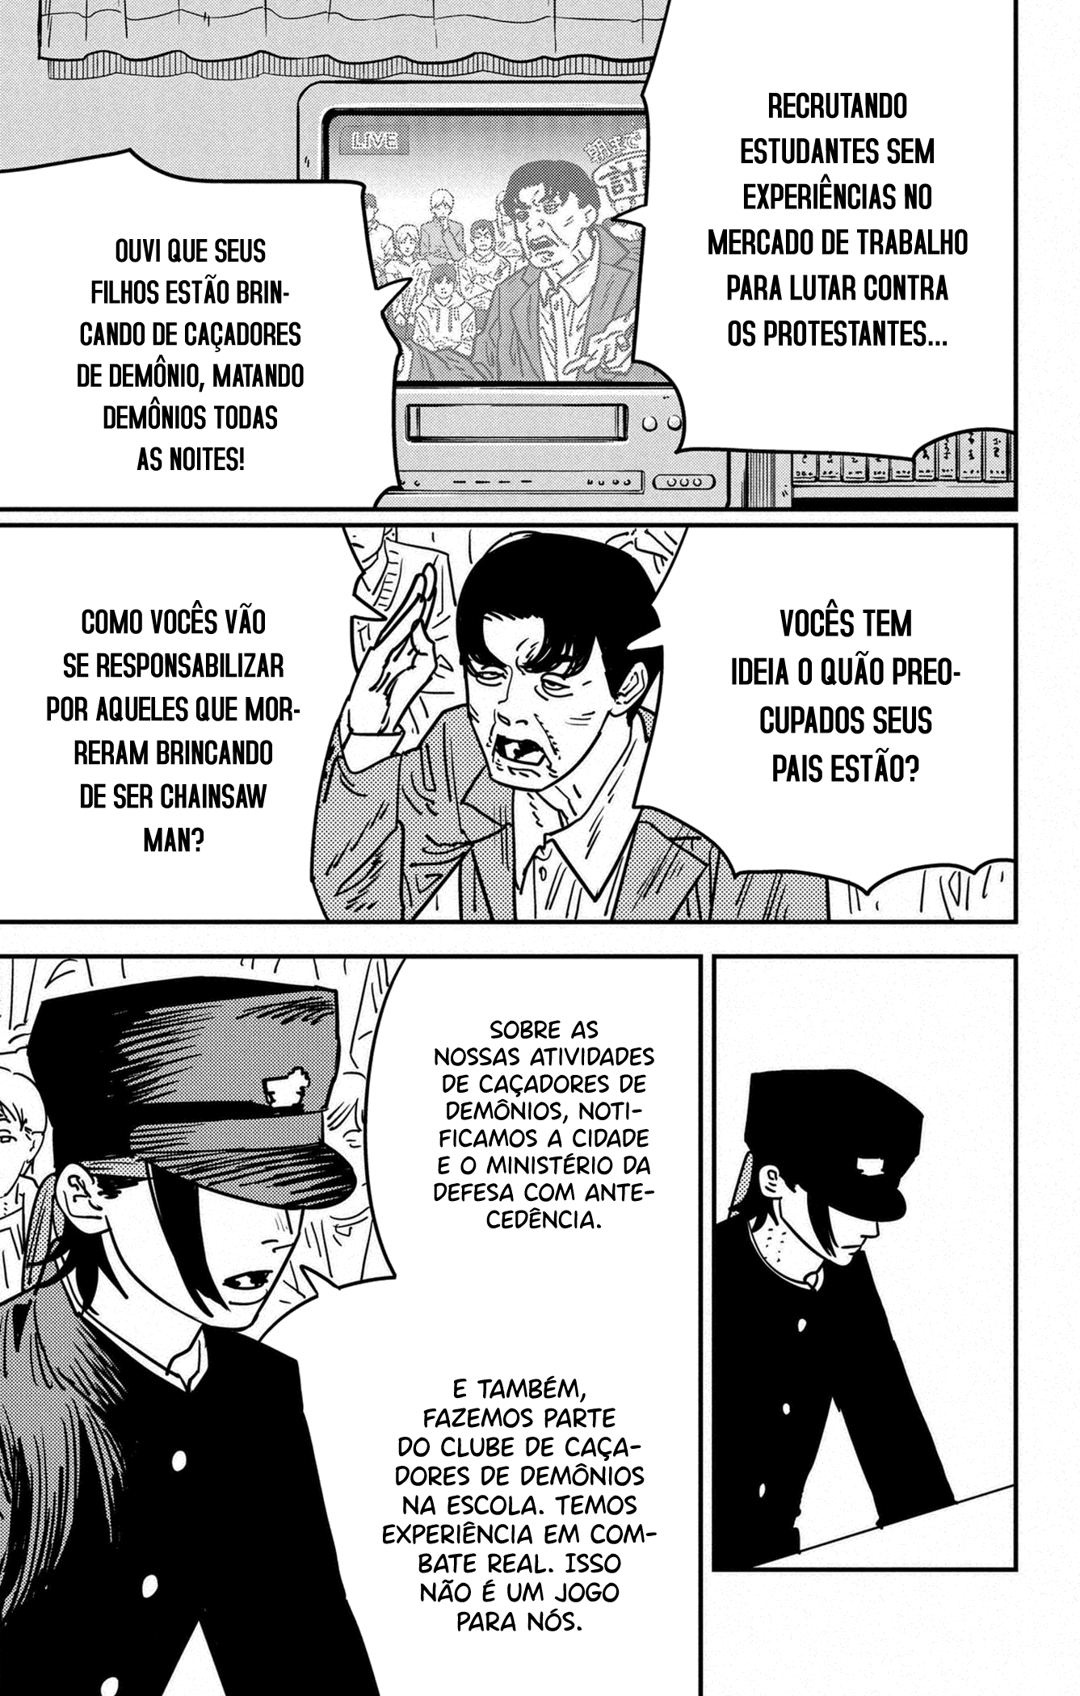 RECRUTANDO
ESTUDANTES SEM
EXPERIÊNCIAS NO
MERCADO DE TRABALHO
PARA LUTAR CONTRA
OS PROTESTANTES...
LIVE
朝まで
討
OUVI QUE SEUS
FILHOS ESTÃO BRIN-
CANDO DE CAÇADORES
DE DEMÔNIO, MATANDO
DEMÔNIOS TODAS
AS NOITES!
VOCÊS TEM
IDEIA O QUÃO PREO-
CUPADOS SEUS
PAIS ESTÃO?
COMO VOCÊS VÃO
SE RESPONSABILIZAR
POR AQUELES QUE MOR-
RERAM BRINCANDO
DE SER CHAINSAW
MAN?
SOBRE AS
NOSSAS ATIVIDADES
DE CAÇADORES DE
DEMÔNIOS, NOTI-
FICAMOS A CIDADE
E O MINISTÉRIO DA
DEFESA COM ANTE-
CEDÊNCIA.
E TAMBÉM,
FAZEMOS PARTE
DO CLUBE DE CAÇA-
DORES DE DEMÔNIOS
NA ESCOLA. TEMOS
EXPERIÊNCIA EM COM-
BATE REAL. ISSO
NÃO É UM JOGO
PARA NÓS.